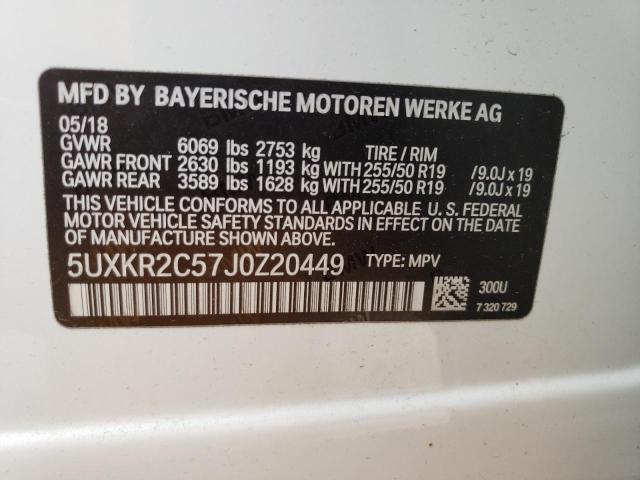 MFD BY BAYERISCHE MOTOREN WERKE AG
05/18
GVWR 6069 lbs 2753 kg TIRE / RIM
GAWR FRONT 2630 lbs 1193 kg WITH 255/50 R19 /9.0J x 19
GAWR REAR 3589 lbs 1628 kg WITH 255/50 R19 /9.0J x 19
THIS VEHICLE CONFORMS TO ALL APPLICABLE U. S. FEDERAL
MOTOR VEHICLE SAFETY STANDARDS IN EFFECT ON THE
DATE OF MANUFACTURE SHOWN ABOVE.
5UXKR2C57J0Z20449 TYPE: MPV
300U
7 320 729